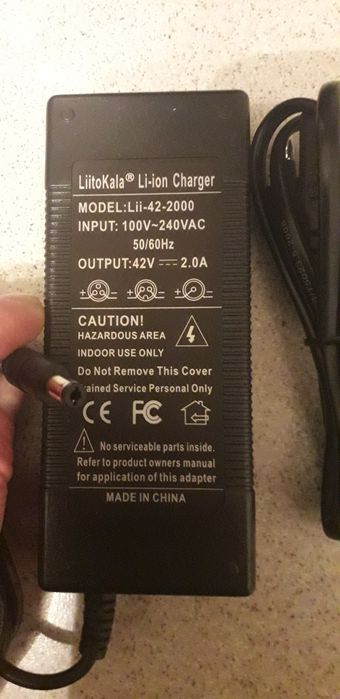 LiitoKala® Li-ion Charger
MODEL:Lii-42-2000
INPUT: 100V~240VAC
50/60Hz
OUTPUT:42V ⎓ 2.0A
CAUTION!
HAZARDOUS AREA
INDOOR USE ONLY
Do Not Remove This Cover
rained Service Personal Only
CE FC
No serviceable parts inside.
Refer to product owners manual
for application of this adapter
MADE IN CHINA